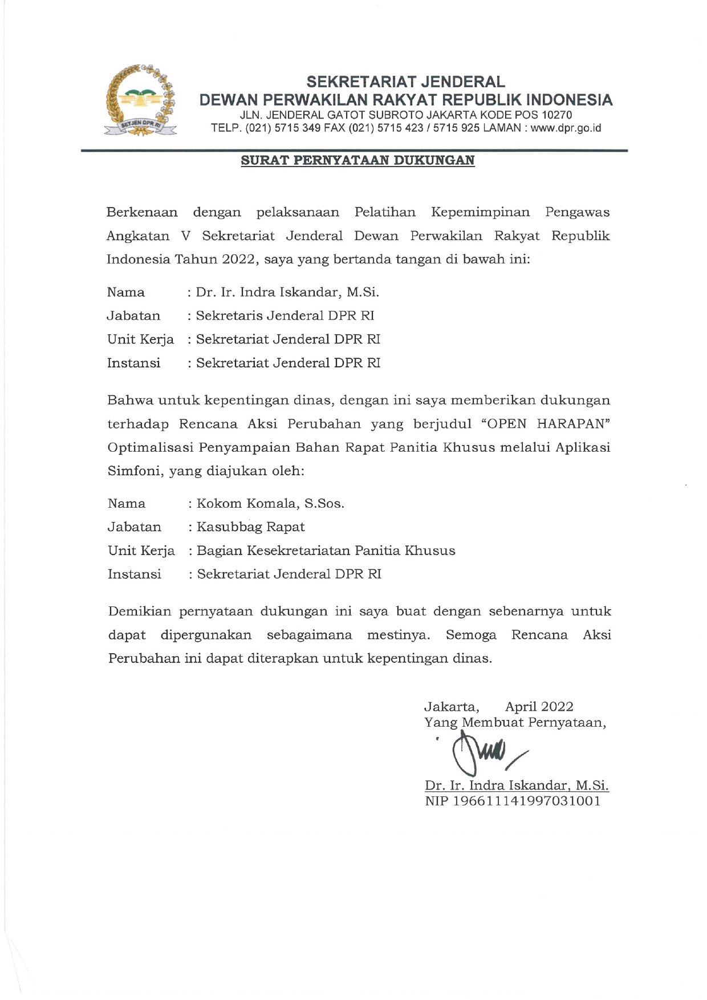 SETJEN DPR RI
SEKRETARIAT JENDERAL
DEWAN PERWAKILAN RAKYAT REPUBLIK INDONESIA
JLN. JENDERAL GATOT SUBROTO JAKARTA KODE POS 10270
TELP. (021) 5715 349 FAX (021) 5715 423 / 5715 925 LAMAN : www.dpr.go.id
SURAT PERNYATAAN DUKUNGAN
Berkenaan dengan pelaksanaan Pelatihan Kepemimpinan Pengawas
Angkatan V Sekretariat Jenderal Dewan Perwakilan Rakyat Republik
Indonesia Tahun 2022, saya yang bertanda tangan di bawah ini:
Nama : Dr. Ir. Indra Iskandar, M.Si.
Jabatan : Sekretaris Jenderal DPR RI
Unit Kerja : Sekretariat Jenderal DPR RI
Instansi : Sekretariat Jenderal DPR RI
Bahwa untuk kepentingan dinas, dengan ini saya memberikan dukungan
terhadap Rencana Aksi Perubahan yang berjudul “OPEN HARAPAN”
Optimalisasi Penyampaian Bahan Rapat Panitia Khusus melalui Aplikasi
Simfoni, yang diajukan oleh:
Nama : Kokom Komala, S.Sos.
Jabatan : Kasubbag Rapat
Unit Kerja : Bagian Kesekretariatan Panitia Khusus
Instansi : Sekretariat Jenderal DPR RI
Demikian pernyataan dukungan ini saya buat dengan sebenarnya untuk
dapat dipergunakan sebagaimana mestinya. Semoga Rencana Aksi
Perubahan ini dapat diterapkan untuk kepentingan dinas.
Jakarta, April 2022
Yang Membuat Pernyataan,
Dr. Ir. Indra Iskandar, M.Si.
NIP 196611141997031001